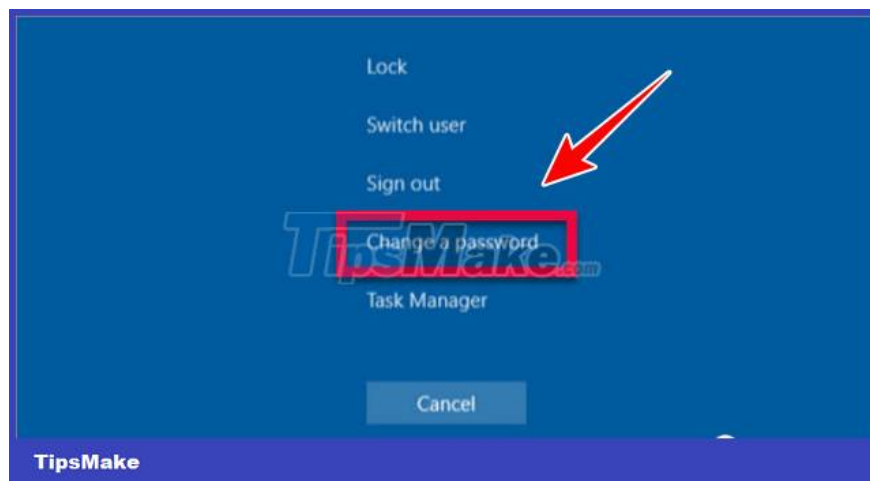 Lock
Switch user
Sign out
Change a password
TipsMake.com
Task Manager
Cancel
TipsMake